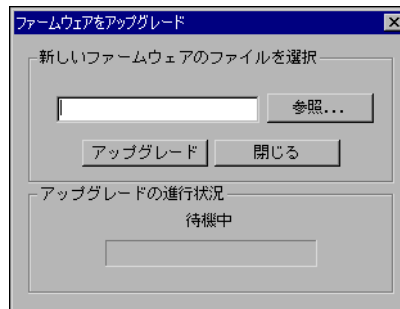 ファームウェアをアップグレード
新しいファームウェアのファイルを選択
参照...
アップグレード 閉じる
アップグレードの進行状況
待機中